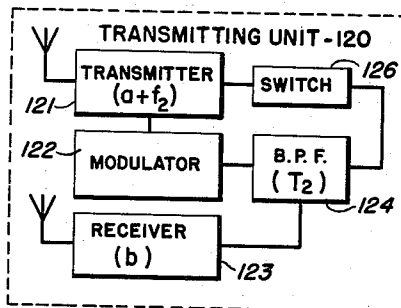 TRANSMITTING UNIT-120
TRANSMITTER
(a+f₂)
121
SWITCH
126
122
MODULATOR
B.P.F.
(T₂)
124
RECEIVER
(b)
123